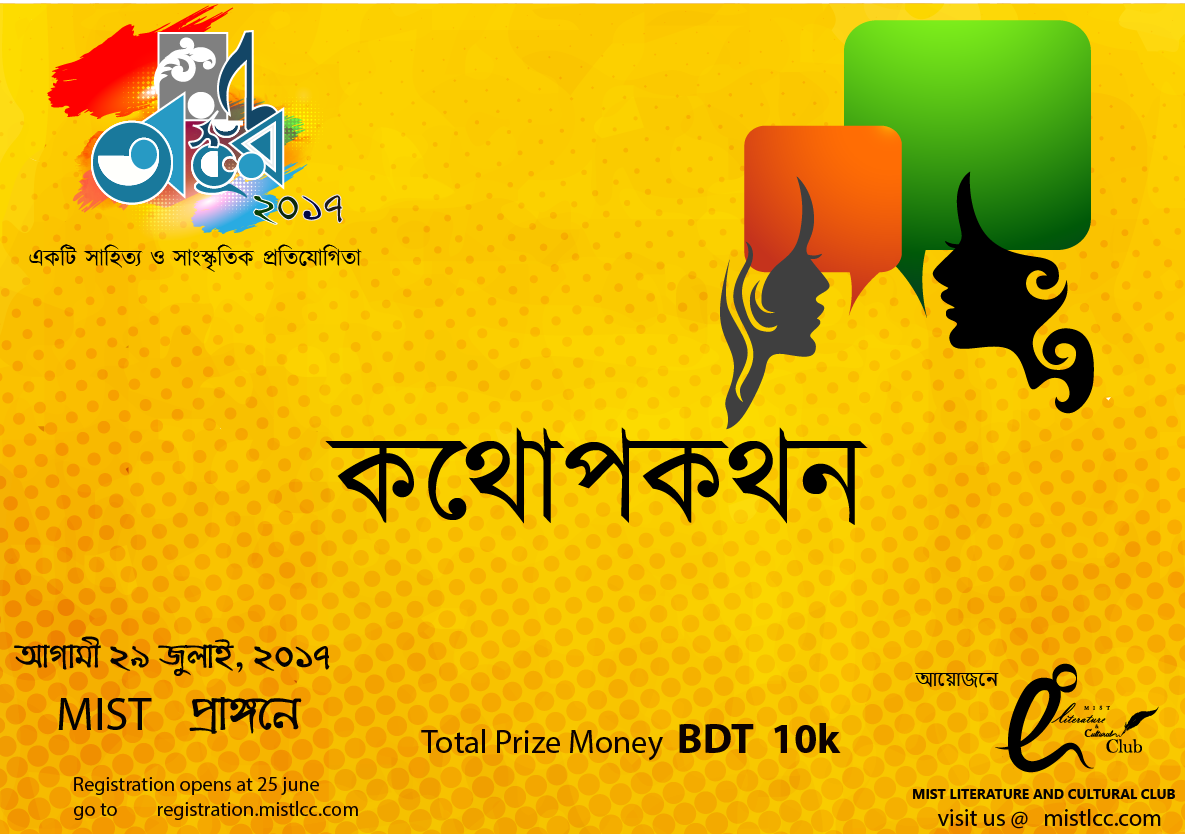 ২০১৭
একটি সাহিত্য ও সাংস্কৃতিক প্রতিযোগিতা
কথোপকথন
আগামী ২৯ জুলাই, ২০১৭
MIST প্রাঙ্গনে
Registration opens at 25 june
go to registration.mistlcc.com
Total Prize Money BDT 10k
আয়োজনে
MIST
literature
&
Cultural
Club
MIST LITERATURE AND CULTURAL CLUB
visit us @ mistlcc.com